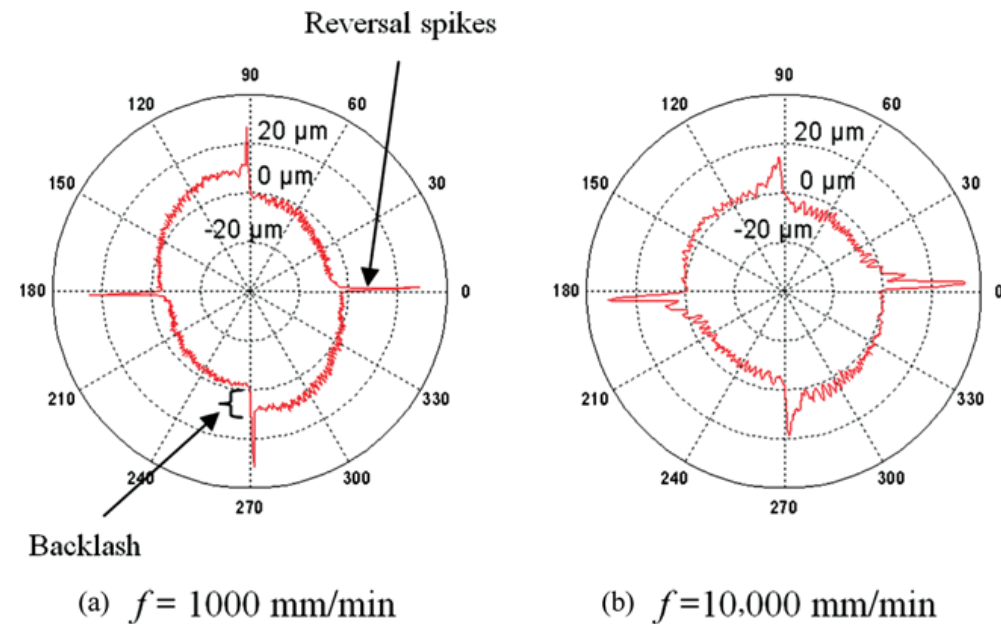 Reversal spikes
90
120
60
20 μm
150
0 μm
30
-20 μm
180
0
210
330
240
300
270
Backlash
(a) f = 1000 mm/min
90
120
60
20 μm
150
0 μm
30
-20 μm
180
0
210
330
240
300
270
(b) f =10,000 mm/min